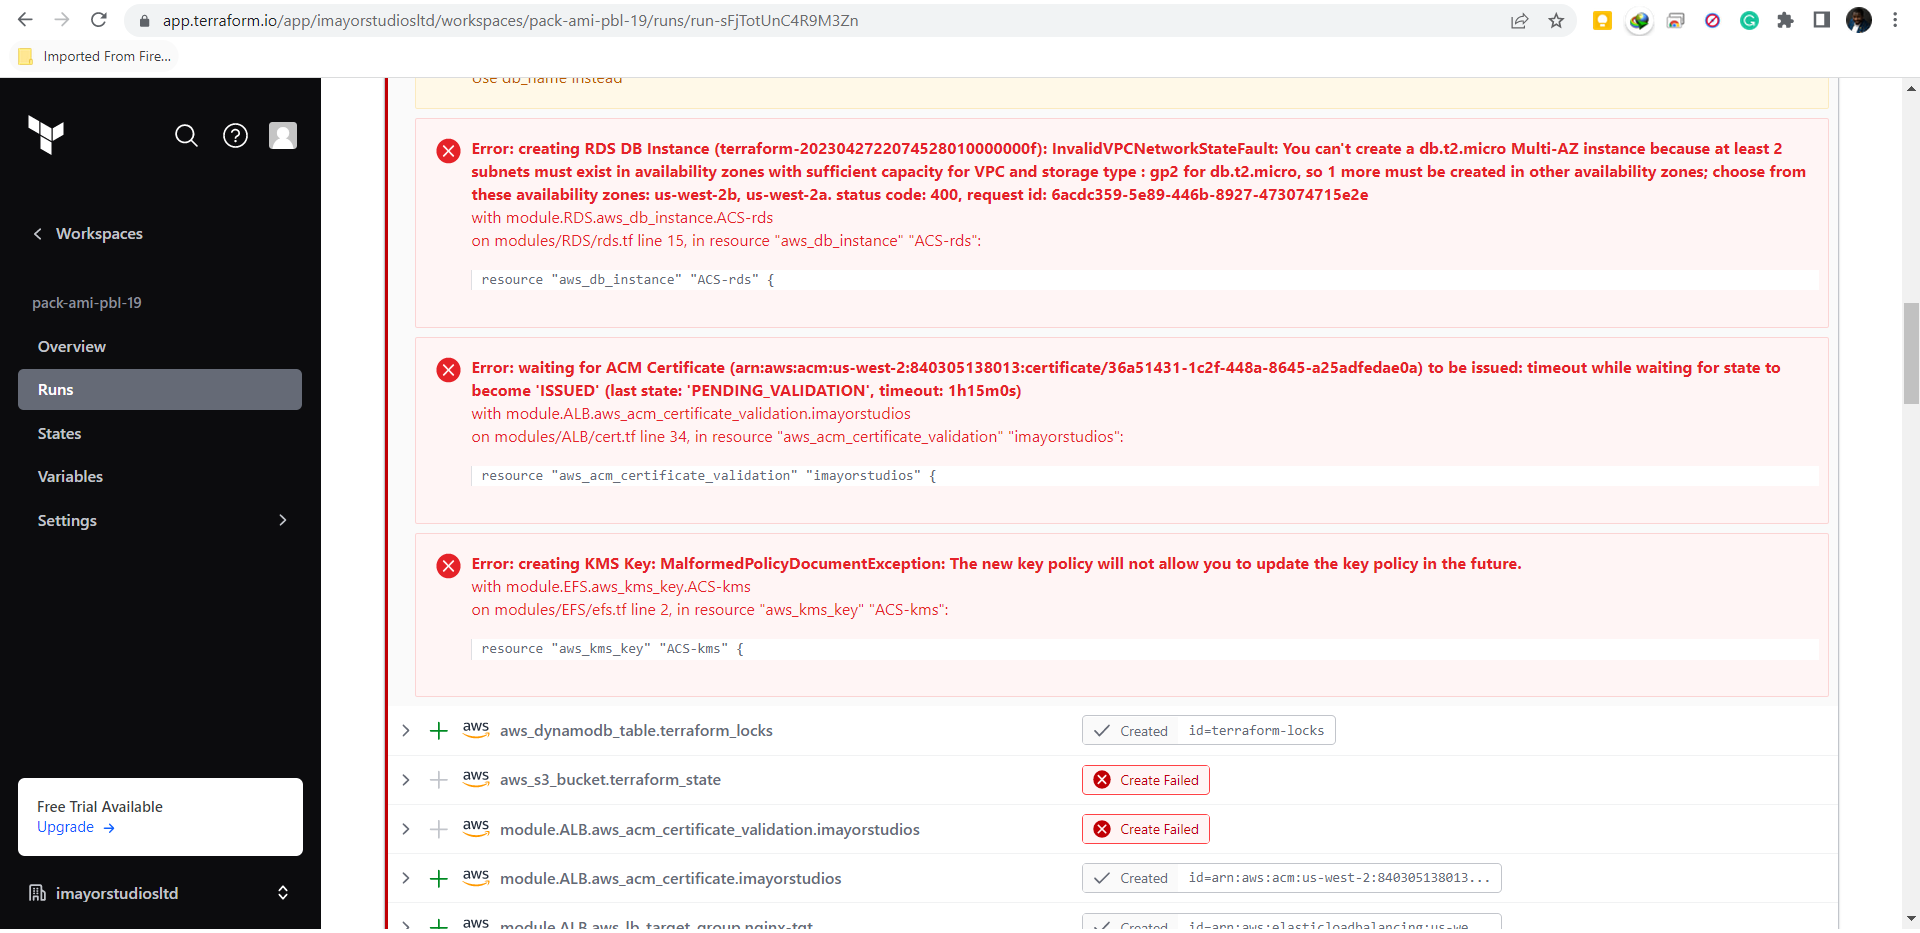 app.terraform.io/app/imayorstudiosltd/workspaces/pack-ami-pbl-19/runs/run-sFjTotUnC4R9M3Zn
Imported From Fire...
Workspaces
pack-ami-pbl-19
Overview
Runs
States
Variables
Settings
Free Trial Available
Upgrade →
imayorstudiosltd
Use db_name instead
Error: creating RDS DB Instance (terraform-20230427220745280100000000f): InvalidVPCNetworkStateFault: You can't create a db.t2.micro Multi-AZ instance because at least 2
subnets must exist in availability zones with sufficient capacity for VPC and storage type : gp2 for db.t2.micro, so 1 more must be created in other availability zones; choose from
these availability zones: us-west-2b, us-west-2a. status code: 400, request id: 6acdc359-5e89-446b-8927-473074715e2e
with module.RDS.aws_db_instance.ACS-rds
on modules/RDS/rds.tf line 15, in resource "aws_db_instance" "ACS-rds":
resource "aws_db_instance" "ACS-rds" {
Error: waiting for ACM Certificate (arn:aws:acm:us-west-2:840305138013:certificate/36a51431-1c2f-448a-8645-a25adfedae0a) to be issued: timeout while waiting for state to
become 'ISSUED' (last state: 'PENDING_VALIDATION', timeout: 1h15m0s)
with module.ALB.aws_acm_certificate_validation.imayorstudios
on modules/ALB/cert.tf line 34, in resource "aws_acm_certificate_validation" "imayorstudios":
resource "aws_acm_certificate_validation" "imayorstudios" {
Error: creating KMS Key: MalformedPolicyDocumentException: The new key policy will not allow you to update the key policy in the future.
with module.EFS.aws_kms_key.ACS-kms
on modules/EFS/efs.tf line 2, in resource "aws_kms_key" "ACS-kms":
resource "aws_kms_key" "ACS-kms" {
aws aws_dynamodb_table.terraform_locks Created id=terraform-locks
aws aws_s3_bucket.terraform_state Create Failed
aws module.ALB.aws_acm_certificate_validation.imayorstudios Create Failed
aws module.ALB.aws_acm_certificate.imayorstudios Created id=arn:aws:acm:us-west-2:840305138013...
aws module.ALB.aws_lb_target_group.nginx-tgt Created id=arn:aws:elasticloadbalancing:us-we...